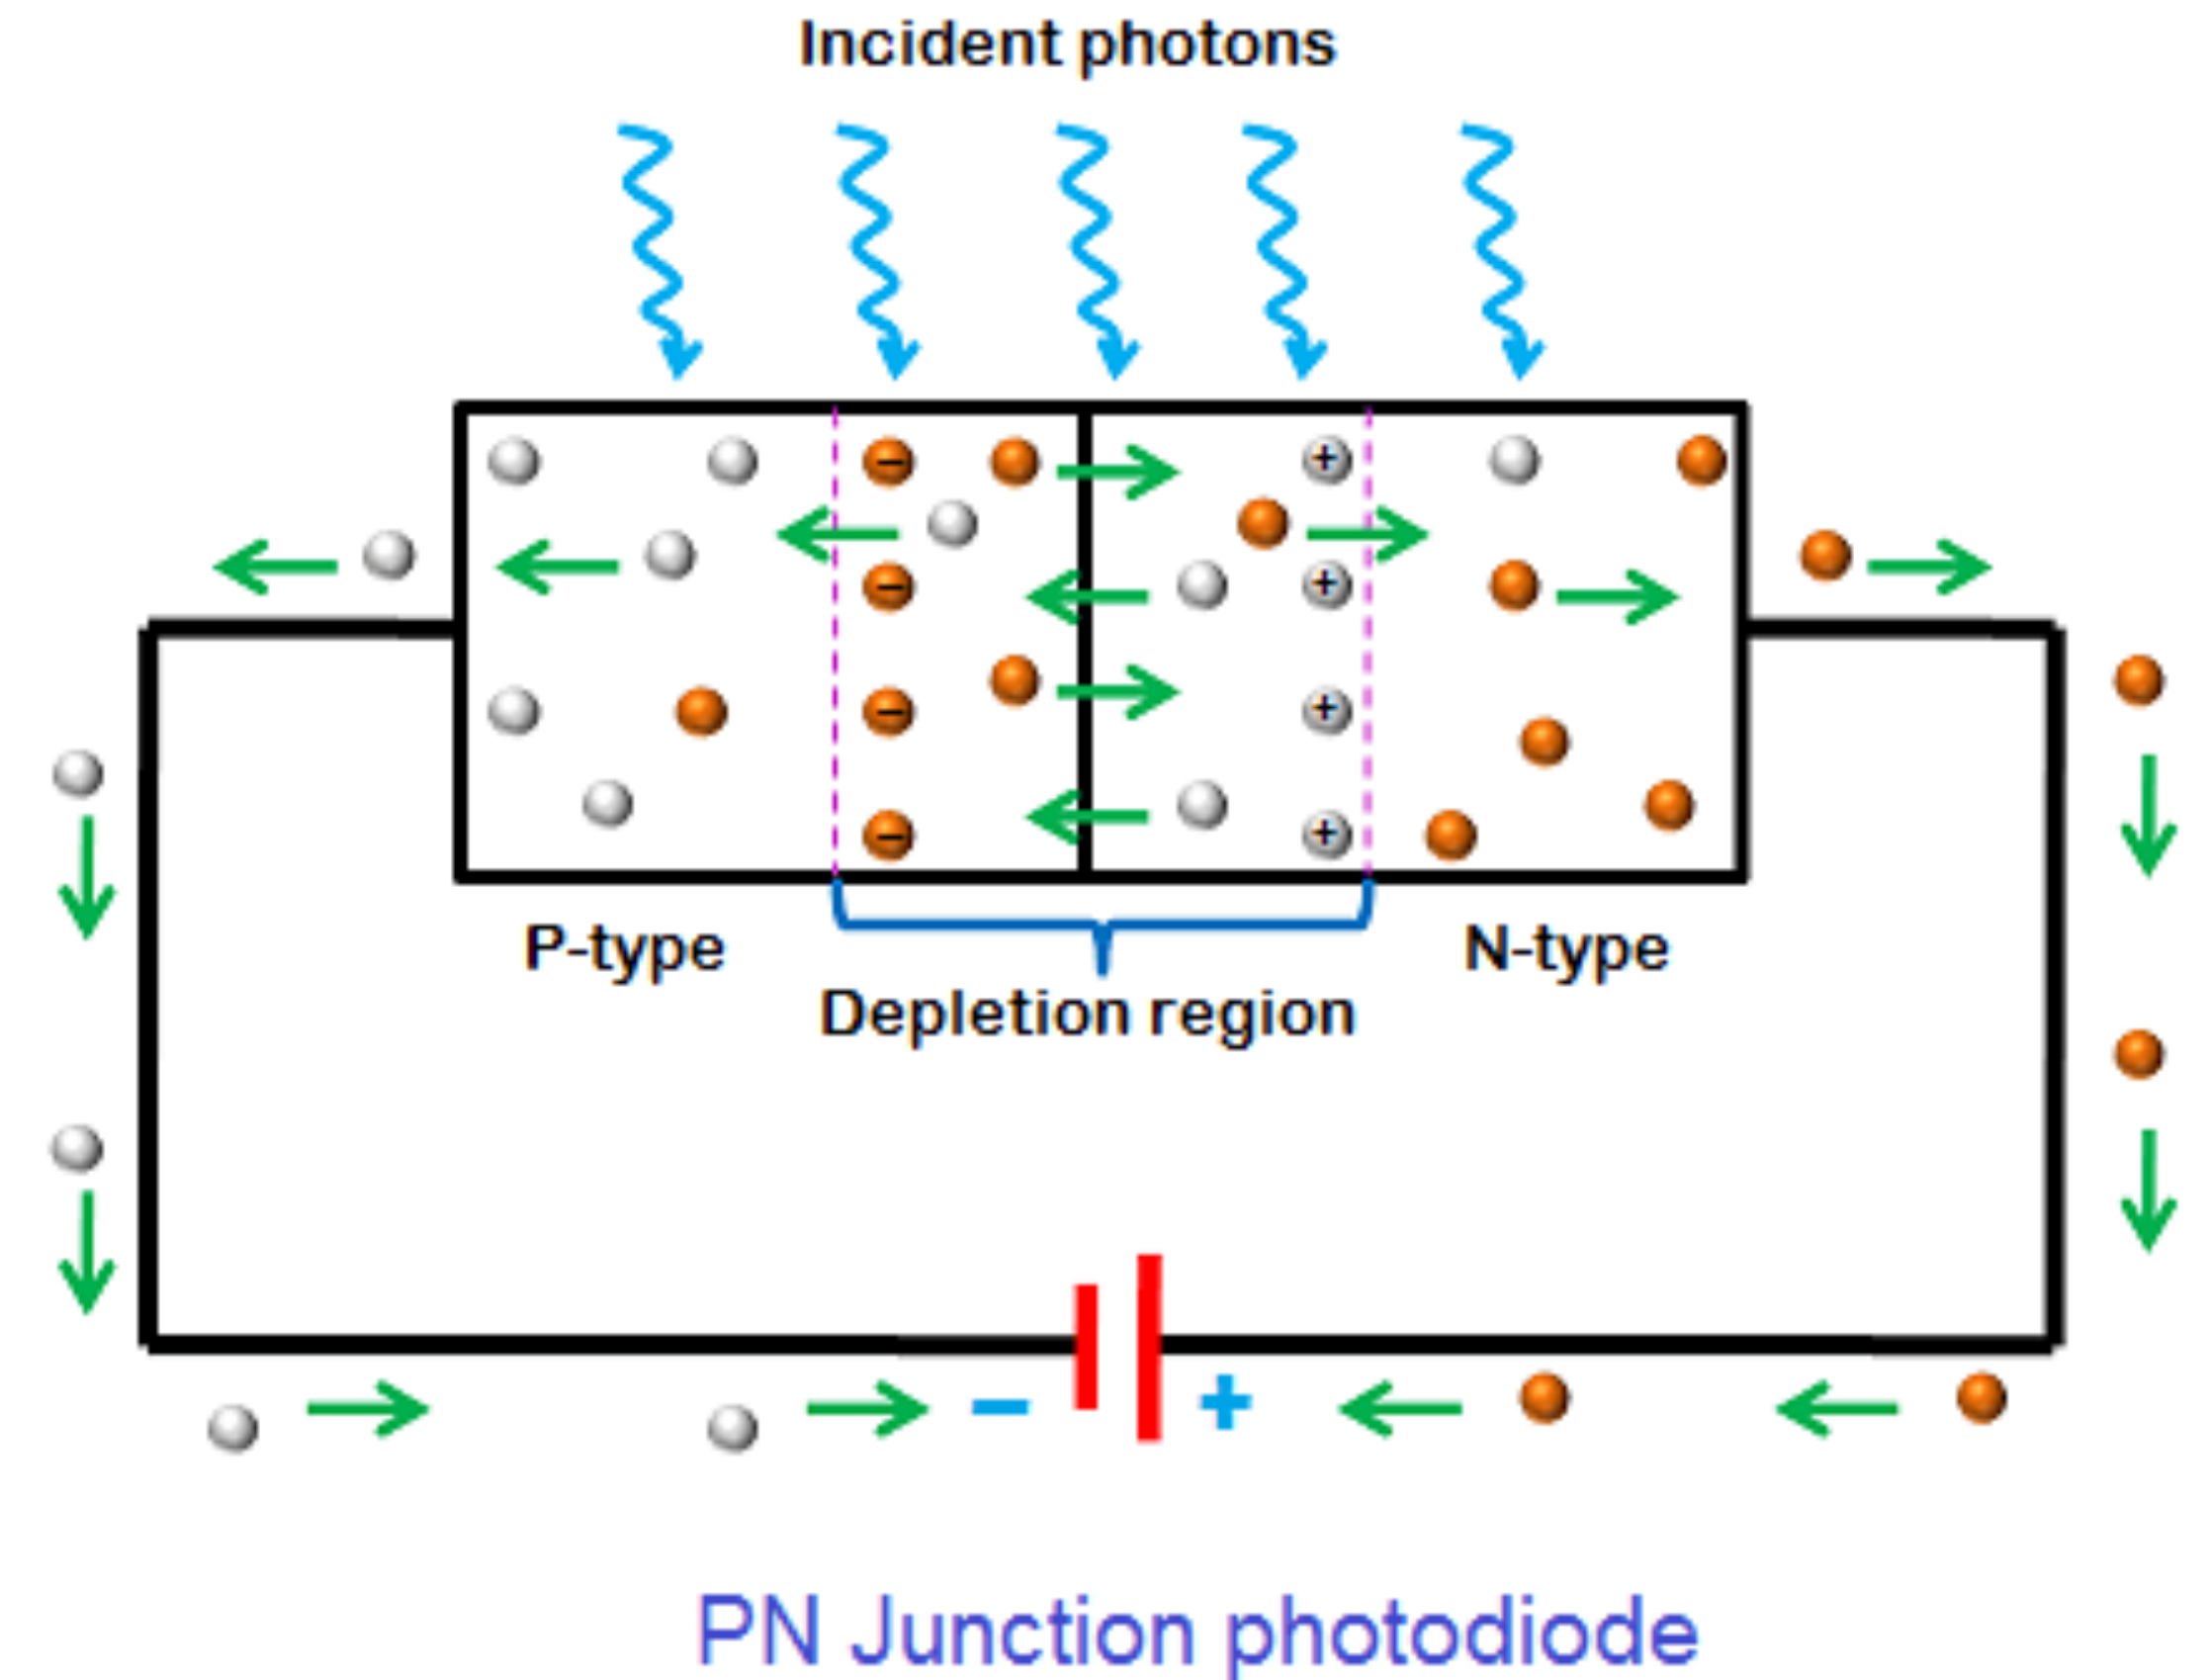 Incident photons
− + 
− +
− +
− +
P-type
N-type
Depletion region
− +
PN Junction photodiode